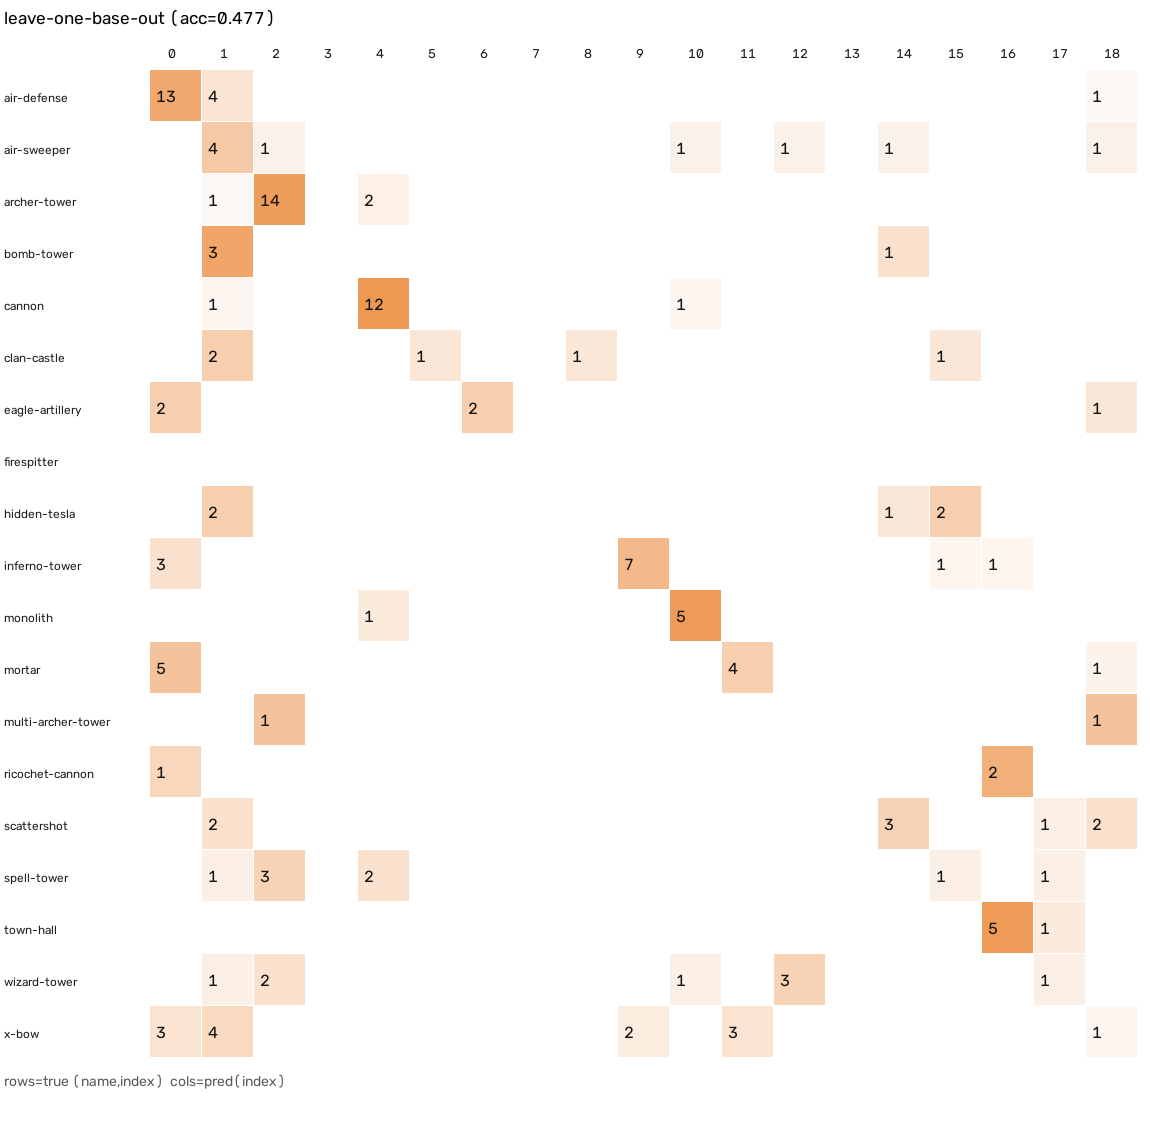 leave-one-base-out (acc=0.477)
0 1 2 3 4 5 6 7 8 9 10 11 12 13 14 15 16 17 18
air-defense 13 4 1
air-sweeper 4 1 1 1 1 1
archer-tower 1 14 2
bomb-tower 3 1
cannon 1 12 1
clan-castle 2 1 1 1
eagle-artillery 2 2 1
firespitter
hidden-tesla 2 1 2
inferno-tower 3 7 1 1
monolith 1 5
mortar 5 4 1
multi-archer-tower 1 1
ricochet-cannon 1 2
scattershot 2 3 1 2
spell-tower 1 3 2 1 1
town-hall 5 1
wizard-tower 1 2 1 3 1
x-bow 3 4 2 3 1
rows=true (name,index) cols=pred(index)